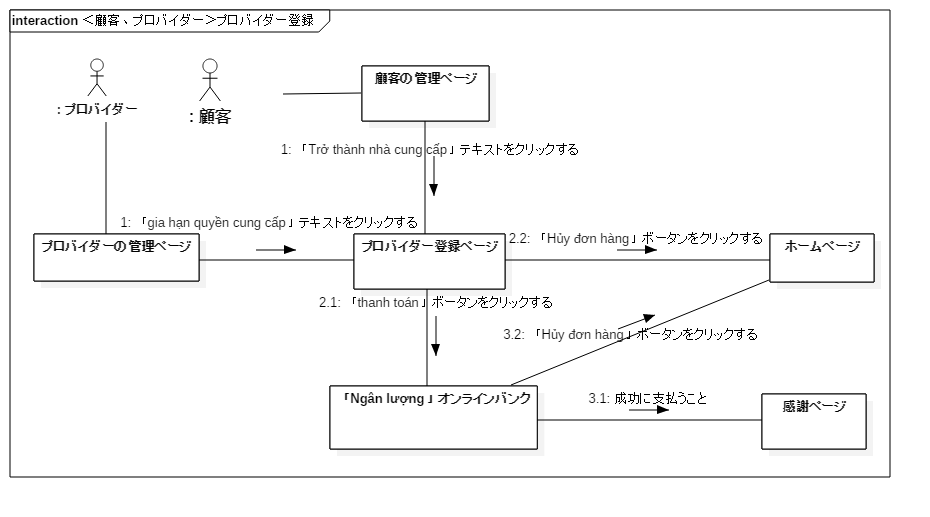 interaction ＜顧客、プロバイダー＞プロバイダー登録
: プロバイダー
: 顧客
顧客の管理ページ
1: 「Trở thành nhà cung cấp」テキストをクリックする
1: 「gia hạn quyền cung cấp」テキストをクリックする
プロバイダーの管理ページ
プロバイダー登録ページ
2.2: 「Hủy đơn hàng」ボタンをクリックする
ホームページ
2.1: 「thanh toán」ボータンをクリックする
3.2: 「Hủy đơn hàng」ボータンをクリックする
「Ngân lượng」オンラインバンク
3.1: 成功に支払うこと
感謝ページ